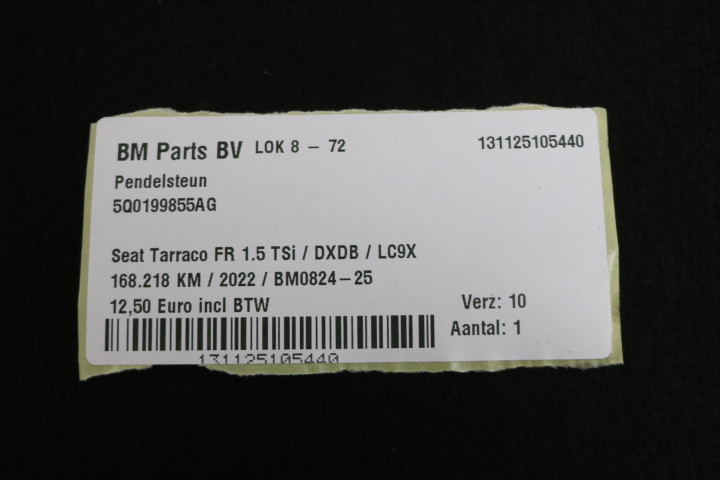 BM Parts BV LOK 8 – 72 131125105440
Pendelsteun
5Q0199855AG
Seat Tarraco FR 1.5 TSi / DXDB / LC9X
168.218 KM / 2022 / BM0824–25
12,50 Euro incl BTW Verz: 10
Aantal: 1
131125105440